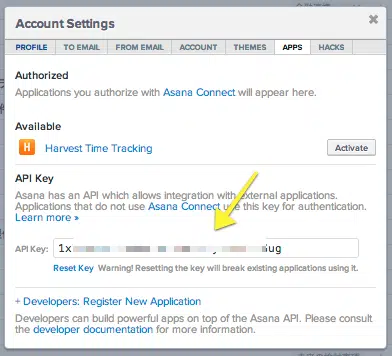 Account Settings
PROFILE TO EMAIL FROM EMAIL ACCOUNT THEMES APPS HACKS
Authorized
Applications you authorize with Asana Connect will appear here.
Available
H Harvest Time Tracking Activate
API Key
Asana has an API which allows integration with external applications.
Applications that do not use Asana Connect use this key for authentication.
Learn more »
API Key: 1x ug
Reset Key Warning! Resetting the key will break existing applications using it.
+ Developers: Register New Application
Developers can build powerful apps on top of the Asana API. Please consult
the developer documentation for more information.